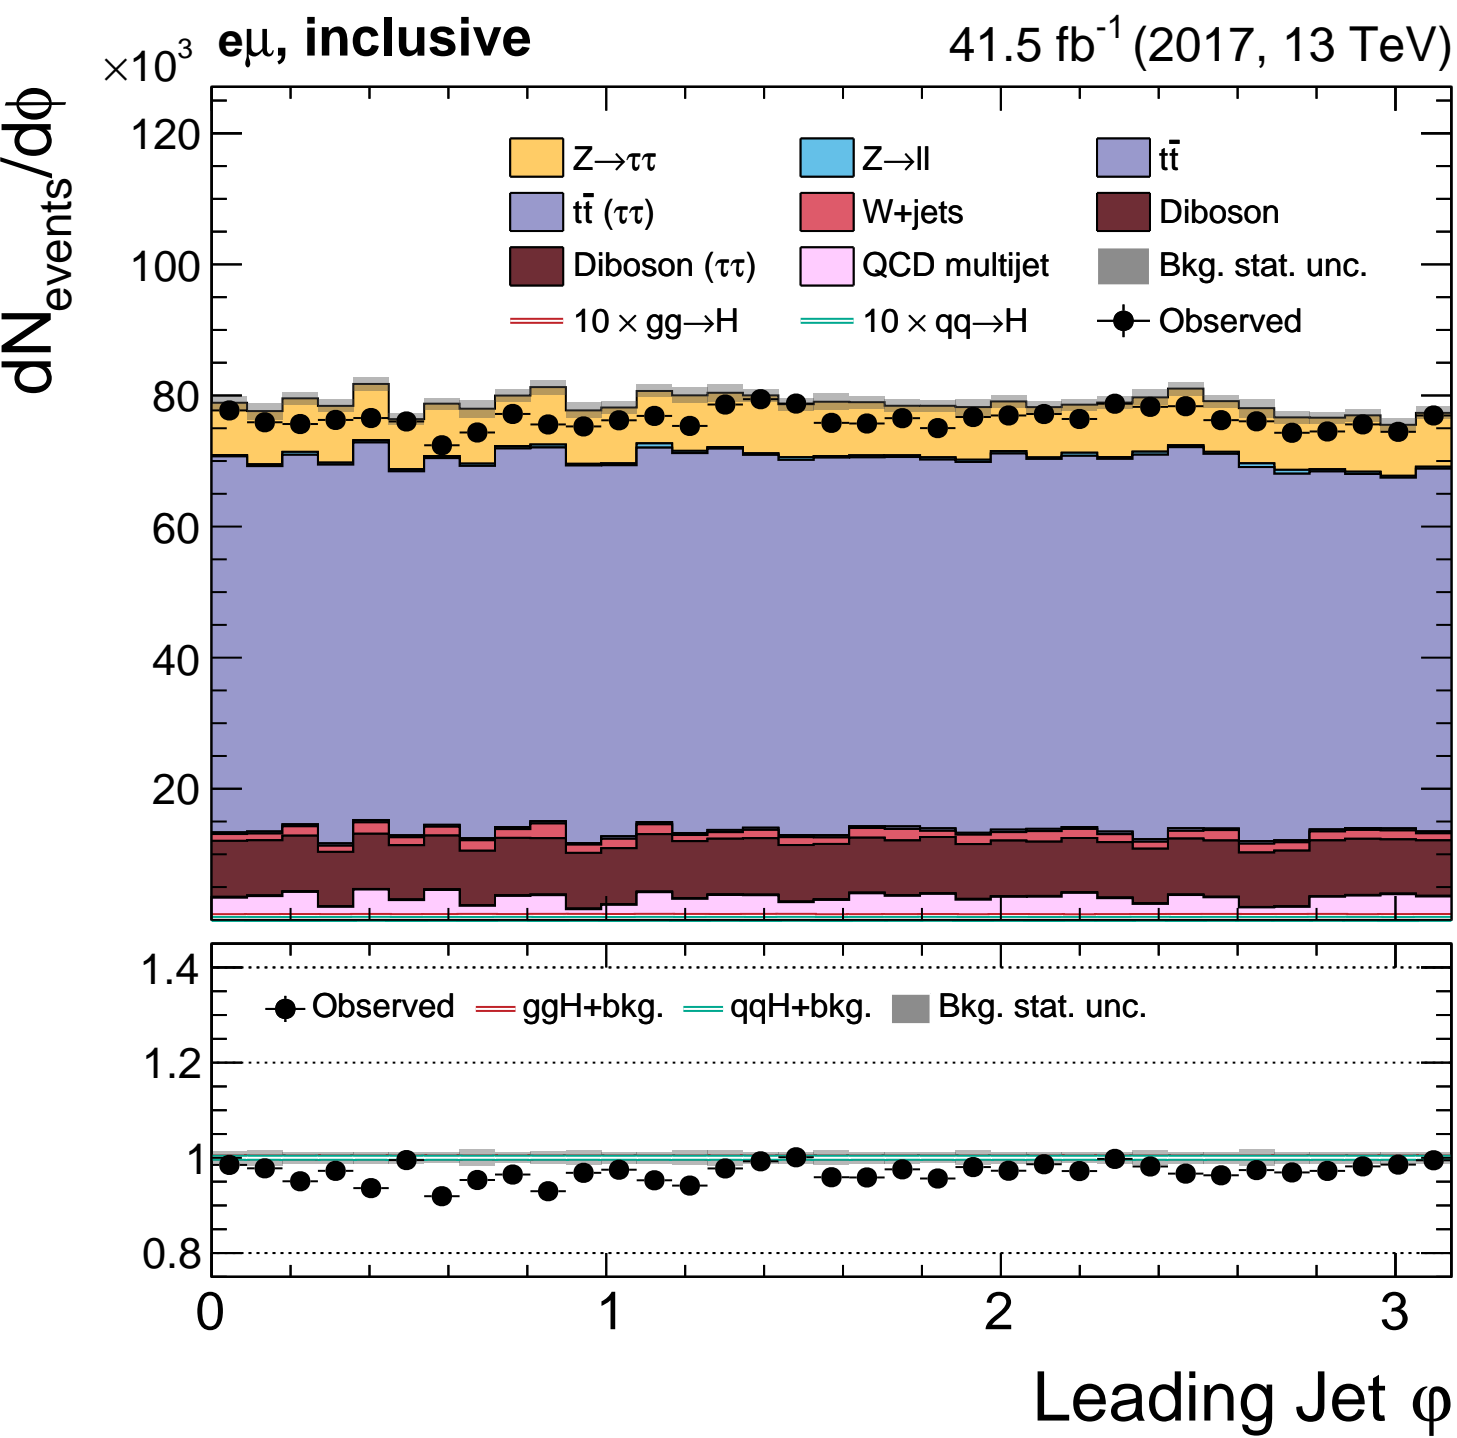 ×10³ eμ, inclusive 41.5 fb⁻¹ (2017, 13 TeV)
dN_events/dϕ
120
100
80
60
40
20
Z→ττ Z→ll tt̄
tt̄ (ττ) W+jets Diboson
Diboson (ττ) QCD multijet Bkg. stat. unc.
10 × gg→H 10 × qq→H Observed
1.4
1.2
1
0.8
Observed ggH+bkg. qqH+bkg. Bkg. stat. unc.
0 1 2 3
Leading Jet φ